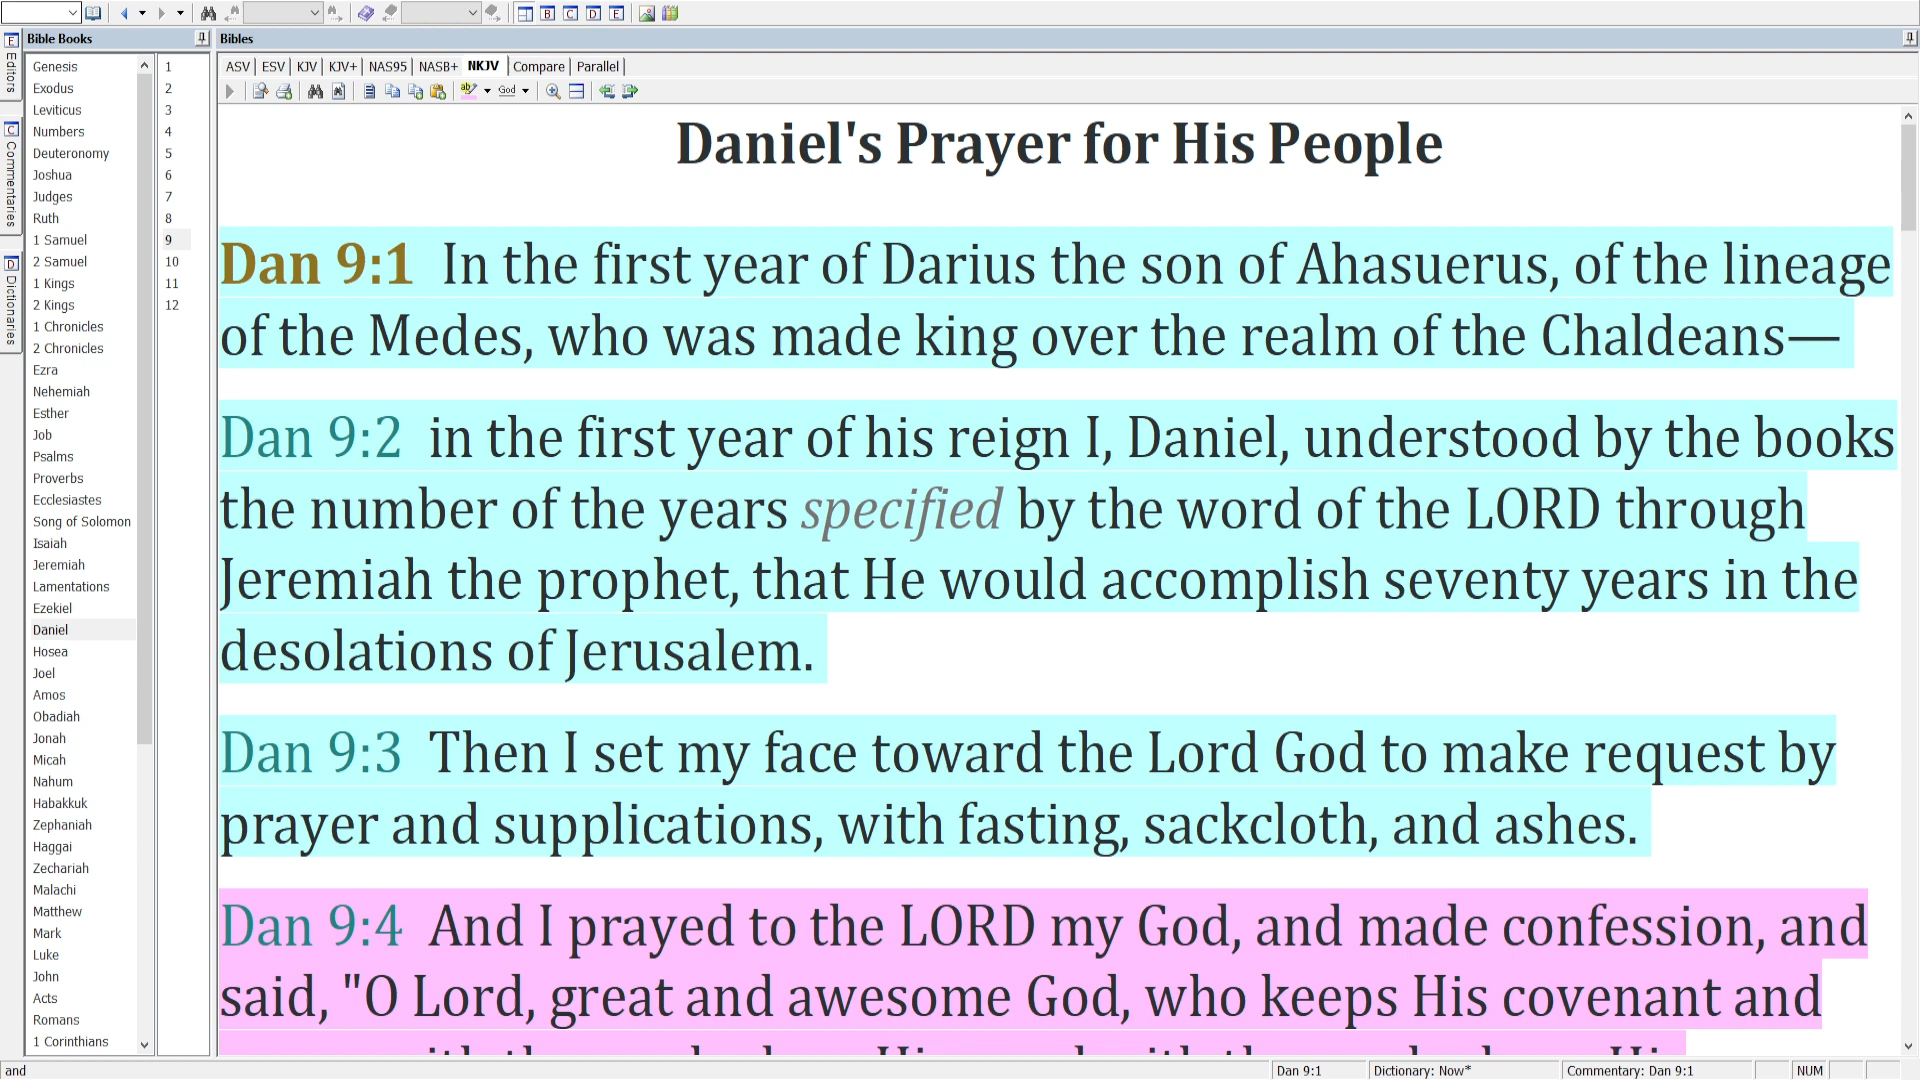 Bible Books
Bibles
Editors
Commentaries
Dictionaries
Genesis
Exodus
Leviticus
Numbers
Deuteronomy
Joshua
Judges
Ruth
1 Samuel
2 Samuel
1 Kings
2 Kings
1 Chronicles
2 Chronicles
Ezra
Nehemiah
Esther
Job
Psalms
Proverbs
Ecclesiastes
Song of Solomon
Isaiah
Jeremiah
Lamentations
Ezekiel
Daniel
Hosea
Joel
Amos
Obadiah
Jonah
Micah
Nahum
Habakkuk
Zephaniah
Haggai
Zechariah
Malachi
Matthew
Mark
Luke
John
Acts
Romans
1 Corinthians
1
2
3
4
5
6
7
8
9
10
11
12
ASV ESV KJV KJV+ NAS95 NASB+ NKJV Compare Parallel
God
Daniel's Prayer for His People
Dan 9:1 In the first year of Darius the son of Ahasuerus, of the lineage
of the Medes, who was made king over the realm of the Chaldeans—
Dan 9:2 in the first year of his reign I, Daniel, understood by the books
the number of the years specified by the word of the LORD through
Jeremiah the prophet, that He would accomplish seventy years in the
desolations of Jerusalem.
Dan 9:3 Then I set my face toward the Lord God to make request by
prayer and supplications, with fasting, sackcloth, and ashes.
Dan 9:4 And I prayed to the LORD my God, and made confession, and
said, "O Lord, great and awesome God, who keeps His covenant and
and
Dan 9:1
Dictionary: Now*
Commentary: Dan 9:1
NUM